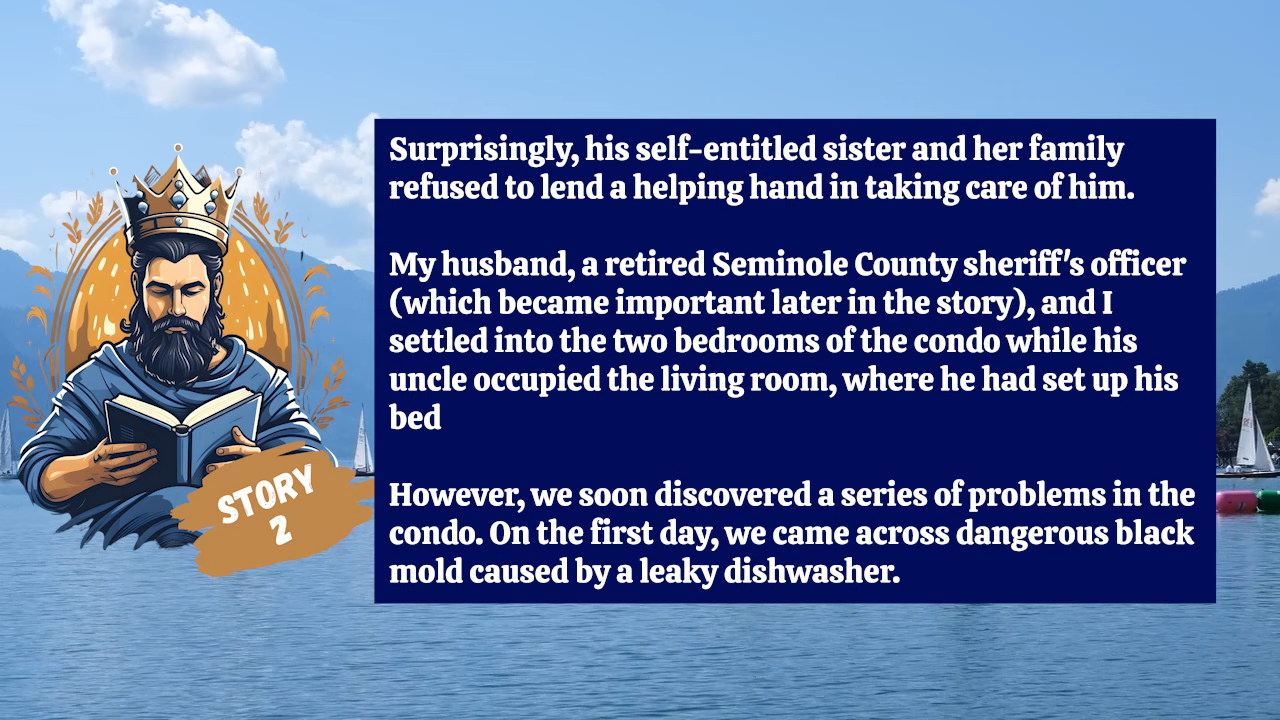 Surprisingly, his self-entitled sister and her family
refused to lend a helping hand in taking care of him.
My husband, a retired Seminole County sheriff's officer
(which became important later in the story), and I
settled into the two bedrooms of the condo while his
uncle occupied the living room, where he had set up his
bed
However, we soon discovered a series of problems in the
condo. On the first day, we came across dangerous black
mold caused by a leaky dishwasher.
STORY
2